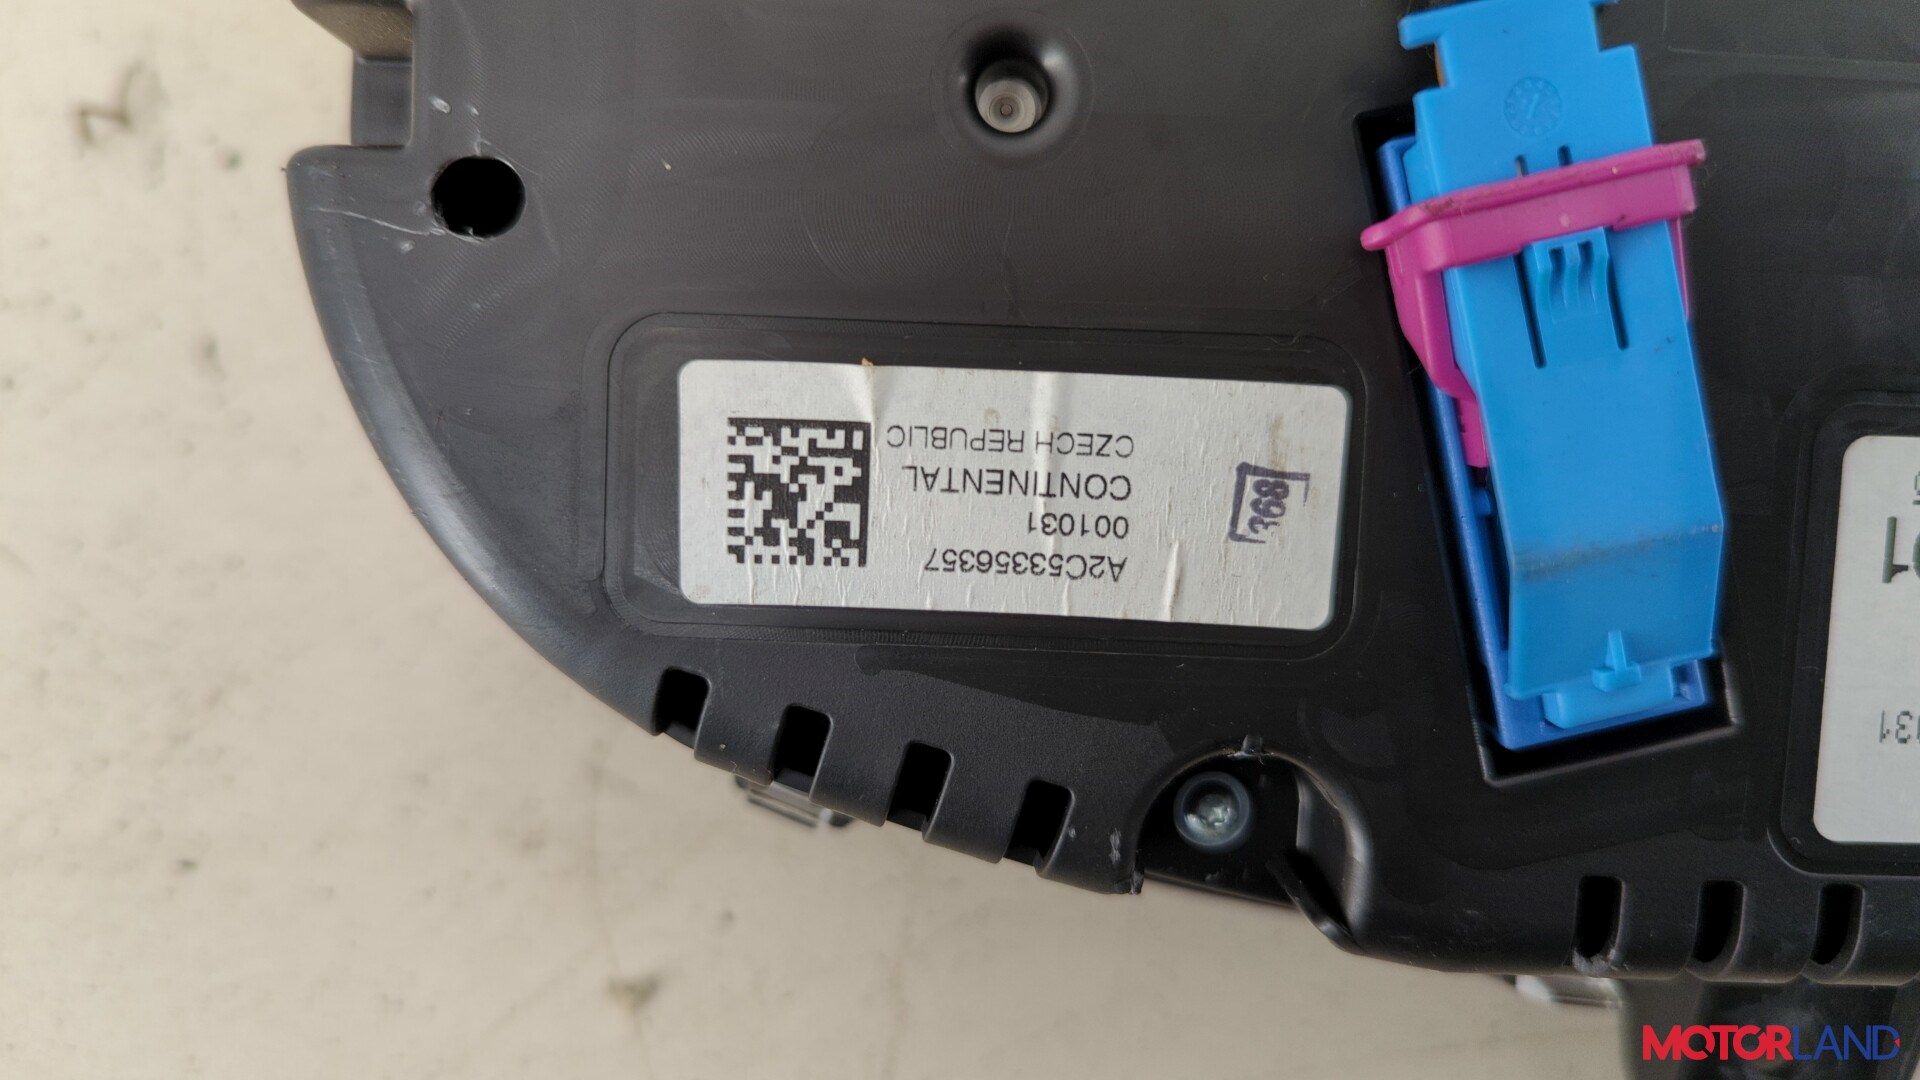 A2C53356357
001031
CONTINENTAL
CZECH REPUBLIC
368
MOTORLAND